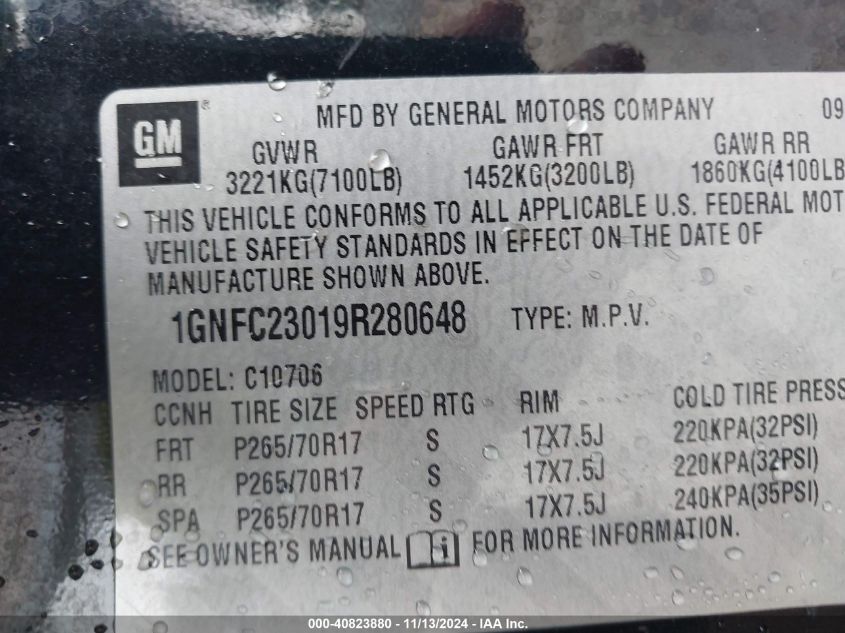 GM ® MFD BY GENERAL MOTORS COMPANY 09
GVWR GAWR FRT GAWR RR
3221KG(7100LB) 1452KG(3200LB) 1860KG(4100LB
THIS VEHICLE CONFORMS TO ALL APPLICABLE U.S. FEDERAL MOT
VEHICLE SAFETY STANDARDS IN EFFECT ON THE DATE OF
MANUFACTURE SHOWN ABOVE.
1GNFC23019R280648 TYPE: M.P.V.
MODEL: C10706
CCNH TIRE SIZE SPEED RTG RIM COLD TIRE PRESS
FRT P265/70R17 S 17X7.5J 220KPA(32PSI)
RR P265/70R17 S 17X7.5J 220KPA(32PSI)
SPA P265/70R17 S 17X7.5J 240KPA(35PSI)
SEE OWNER'S MANUAL i FOR MORE INFORMATION.
000-40823880 - 11/13/2024 - IAA, Inc.